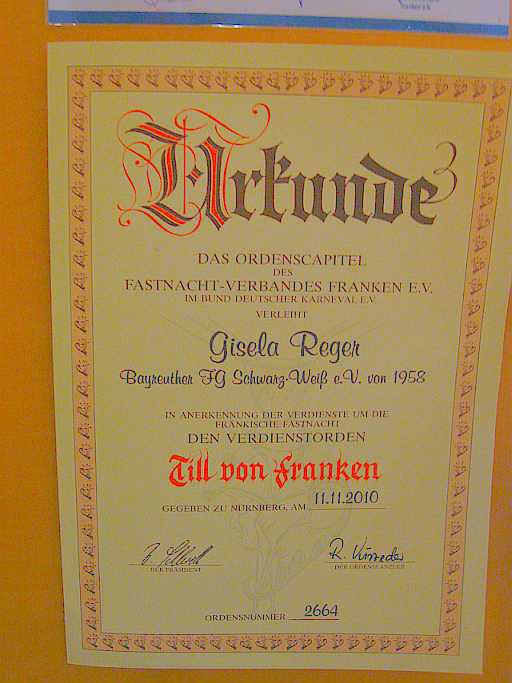 Urkunde
DAS ORDENSCAPITEL
DES
FASTNACHT-VERBANDES FRANKEN E.V.
IM BUND DEUTSCHER KARNEVAL E.V.
VERLEIHT
Gisela Reger
Bayreuther FG Schwarz-Weiß e.V. von 1958
IN ANERKENNUNG DER VERDIENSTE UM DIE
FRÄNKISCHE FASTNACHT
DEN VERDIENSTORDEN
Till von Franken
GEGEBEN ZU NÜRNBERG, AM 11.11.2010
DER PRÄSIDENT DER ORDENSKANZLER
ORDENSNUMMER 2664